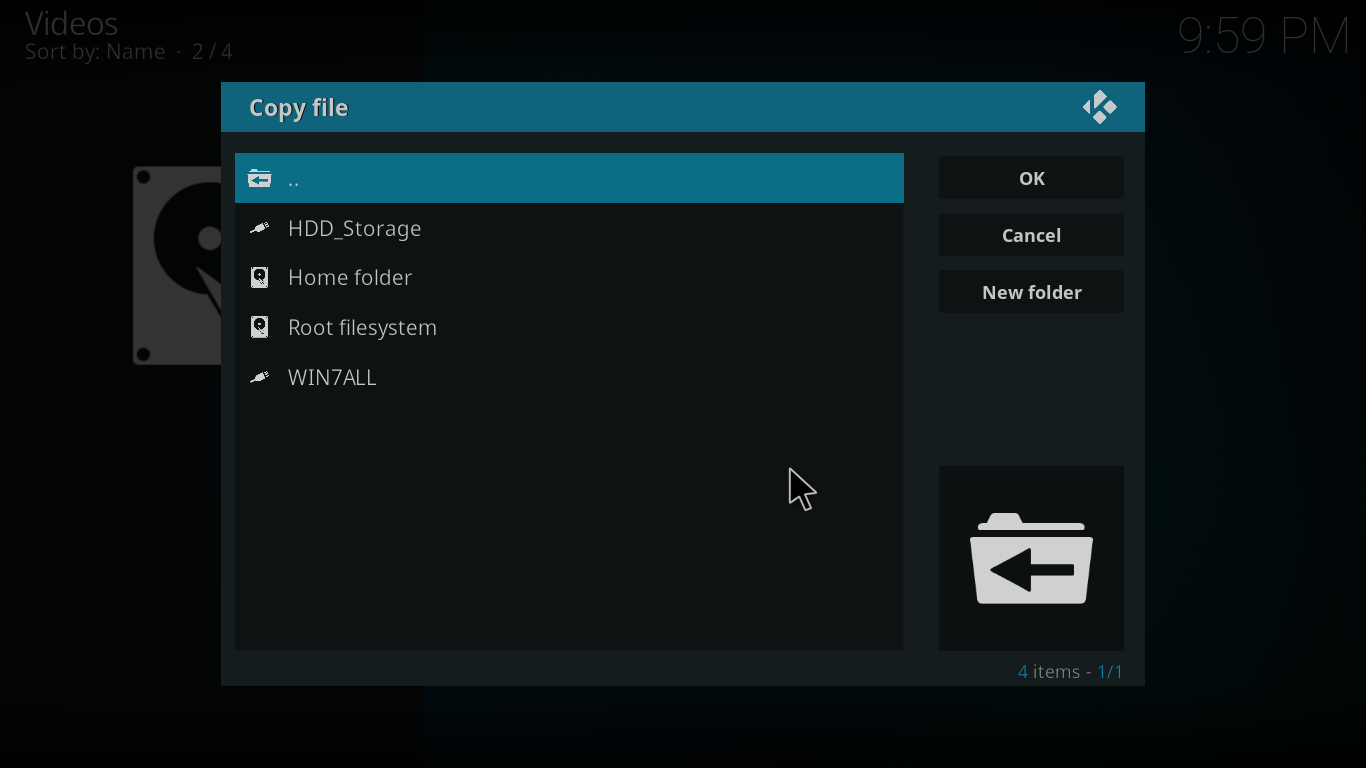 Videos
Sort by: Name · 2 / 4
9:59 PM
Copy file
..
HDD_Storage
Home folder
Root filesystem
WIN7ALL
OK
Cancel
New folder
4 items - 1/1